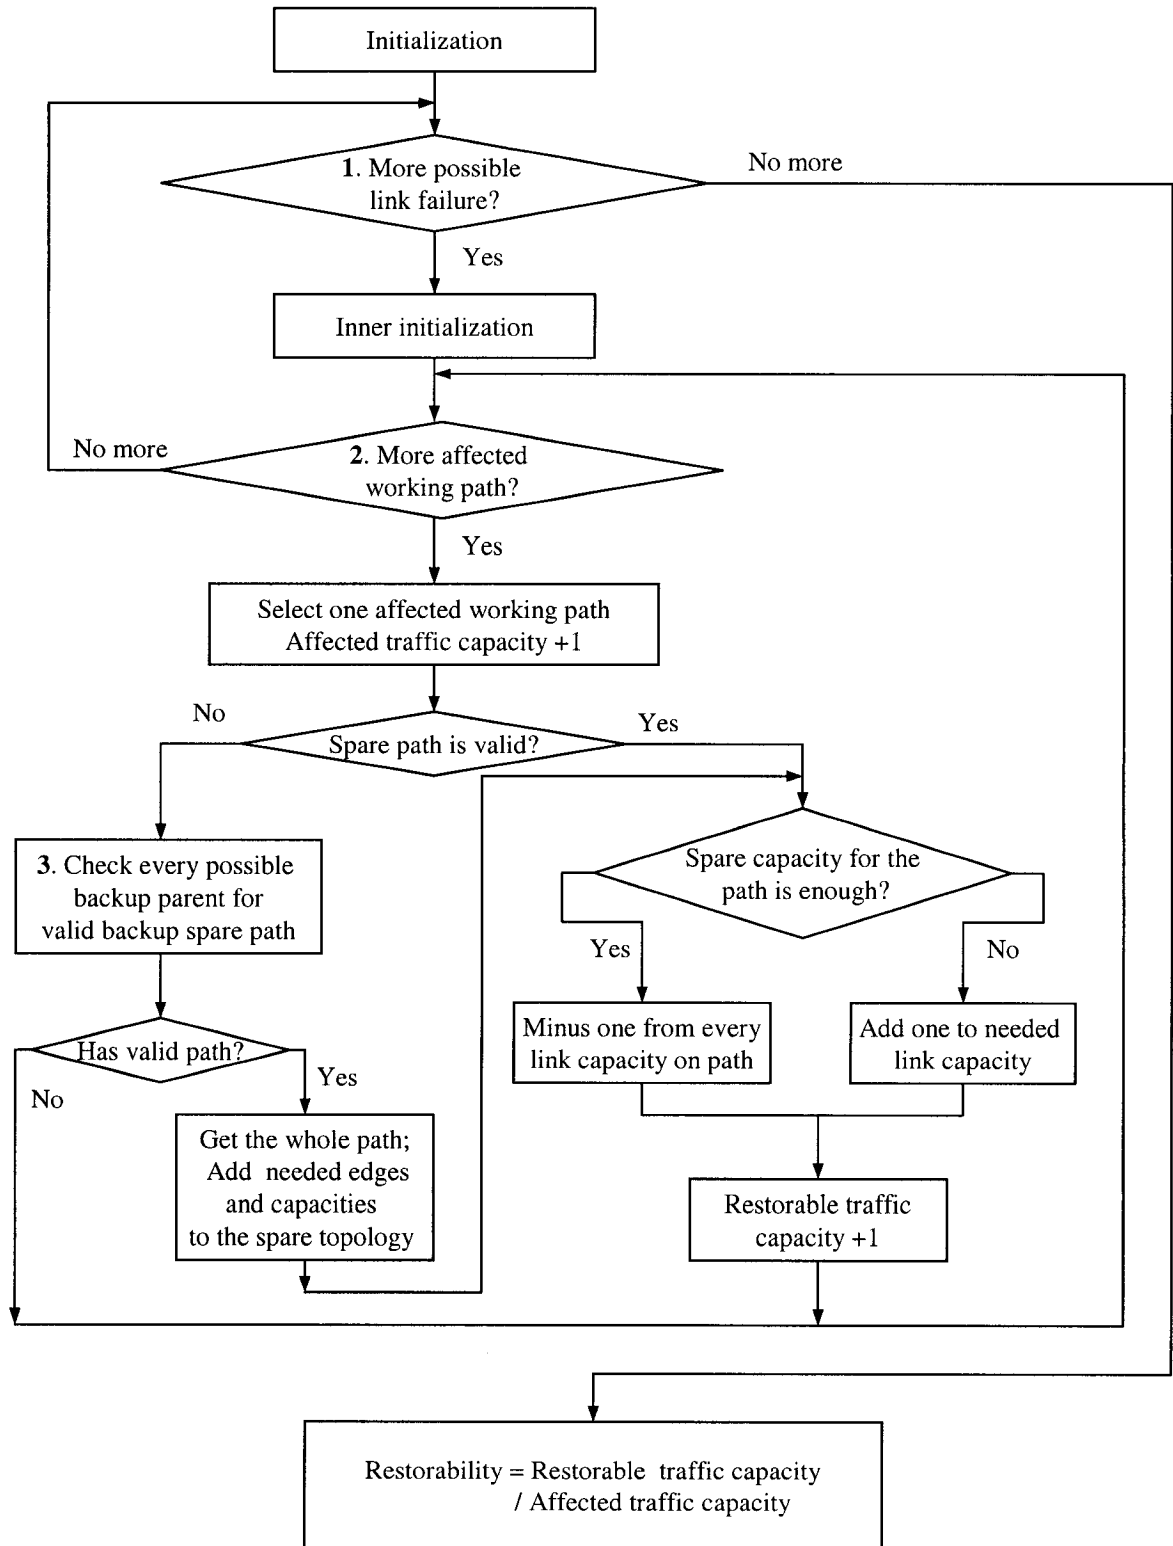 Initialization
1. More possible
link failure?
No more
Yes
Inner initialization
No more
2. More affected
working path?
Yes
Select one affected working path
Affected traffic capacity +1
No
Spare path is valid?
Yes
3. Check every possible
backup parent for
valid backup spare path
Spare capacity for the
path is enough?
Yes
No
Minus one from every
link capacity on path
Add one to needed
link capacity
Has valid path?
No
Yes
Get the whole path;
Add needed edges
and capacities
to the spare topology
Restorable traffic
capacity +1
Restorability = Restorable traffic capacity
/ Affected traffic capacity